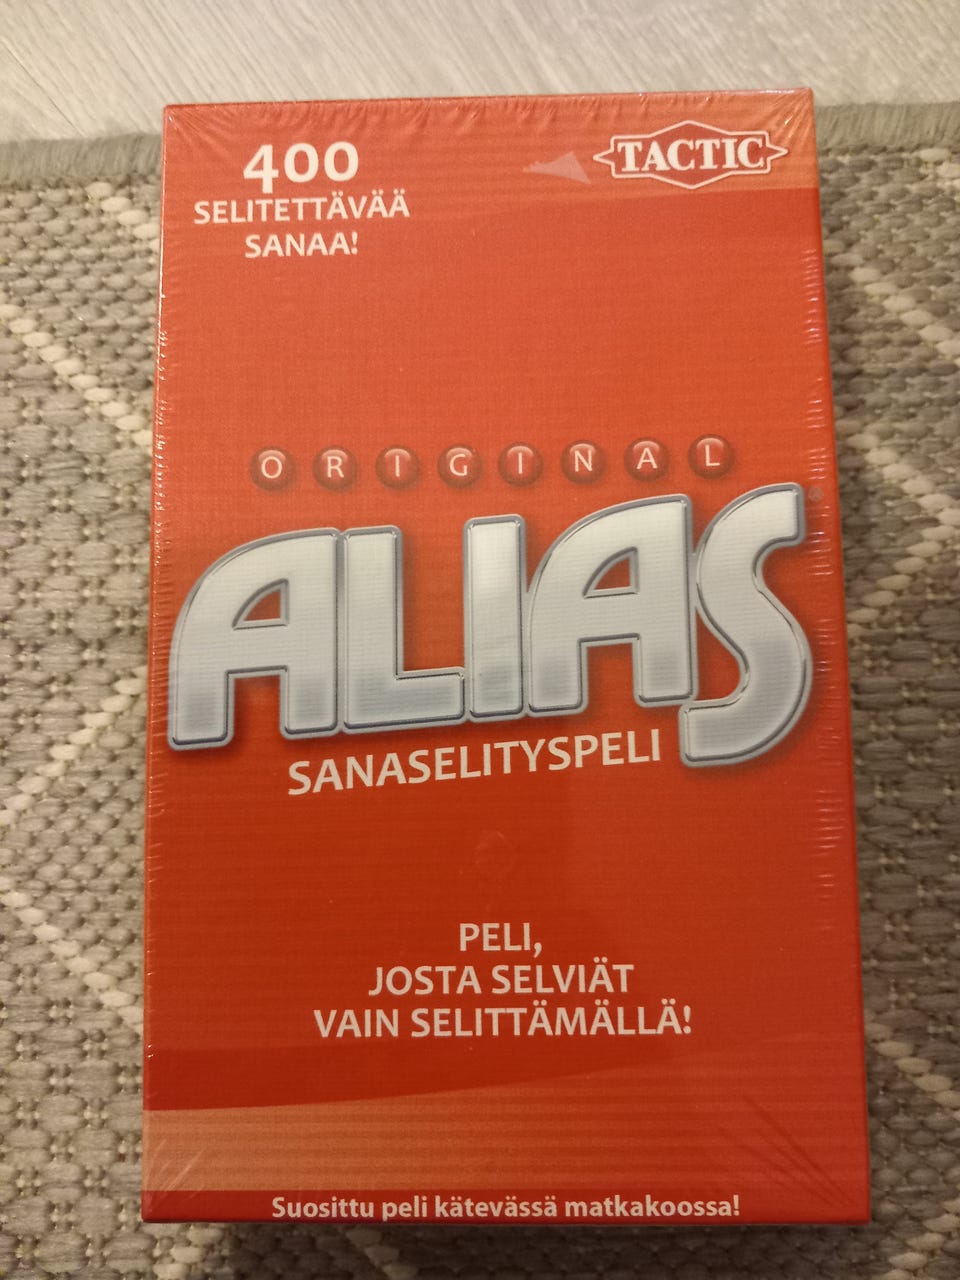 400
SELITETTÄVÄÄ
SANAA!
TACTIC
ORIGINAL
ALIAS®
SANASELITYSPELI
PELI,
JOSTA SELVIÄT
VAIN SELITTÄMÄLLÄ!
Suosittu peli kätevässä matkakoossa!